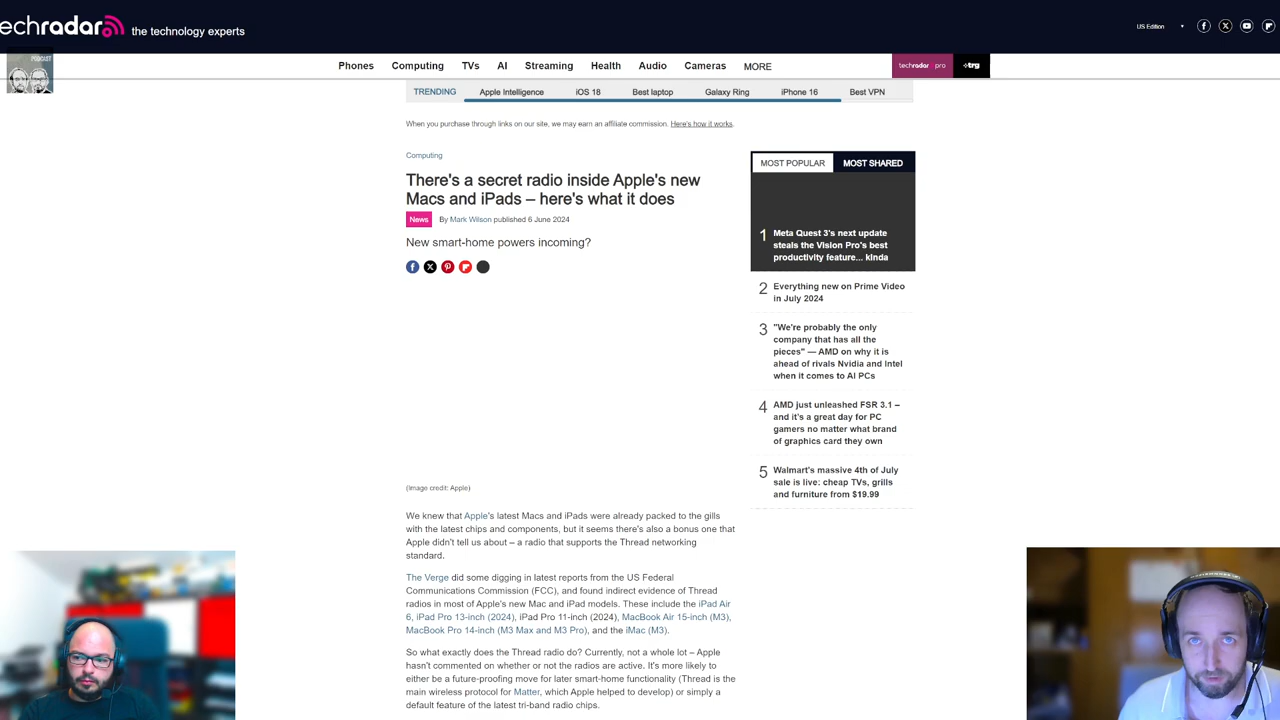 techradar the technology experts
US Edition
PODCAST
Phones Computing TVs AI Streaming Health Audio Cameras MORE
techradar pro trg
TRENDING Apple Intelligence iOS 18 Best laptop Galaxy Ring iPhone 16 Best VPN
When you purchase through links on our site, we may earn an affiliate commission. Here's how it works.
Computing
There's a secret radio inside Apple's new
Macs and iPads – here's what it does
News By Mark Wilson published 6 June 2024
New smart-home powers incoming?
(Image credit: Apple)
We knew that Apple's latest Macs and iPads were already packed to the gills
with the latest chips and components, but it seems there's also a bonus one that
Apple didn't tell us about – a radio that supports the Thread networking
standard.
The Verge did some digging in latest reports from the US Federal
Communications Commission (FCC), and found indirect evidence of Thread
radios in most of Apple's new Mac and iPad models. These include the iPad Air
6, iPad Pro 13-inch (2024), iPad Pro 11-inch (2024), MacBook Air 15-inch (M3),
MacBook Pro 14-inch (M3 Max and M3 Pro), and the iMac (M3).
So what exactly does the Thread radio do? Currently, not a whole lot – Apple
hasn't commented on whether or not the radios are active. It's more likely to
either be a future-proofing move for later smart-home functionality (Thread is the
main wireless protocol for Matter, which Apple helped to develop) or simply a
default feature of the latest tri-band radio chips.
MOST POPULAR MOST SHARED
1 Meta Quest 3's next update
steals the Vision Pro's best
productivity feature... kinda
2 Everything new on Prime Video
in July 2024
3 "We're probably the only
company that has all the
pieces" — AMD on why it is
ahead of rivals Nvidia and Intel
when it comes to AI PCs
4 AMD just unleashed FSR 3.1 –
and it's a great day for PC
gamers no matter what brand
of graphics card they own
5 Walmart's massive 4th of July
sale is live: cheap TVs, grills
and furniture from $19.99